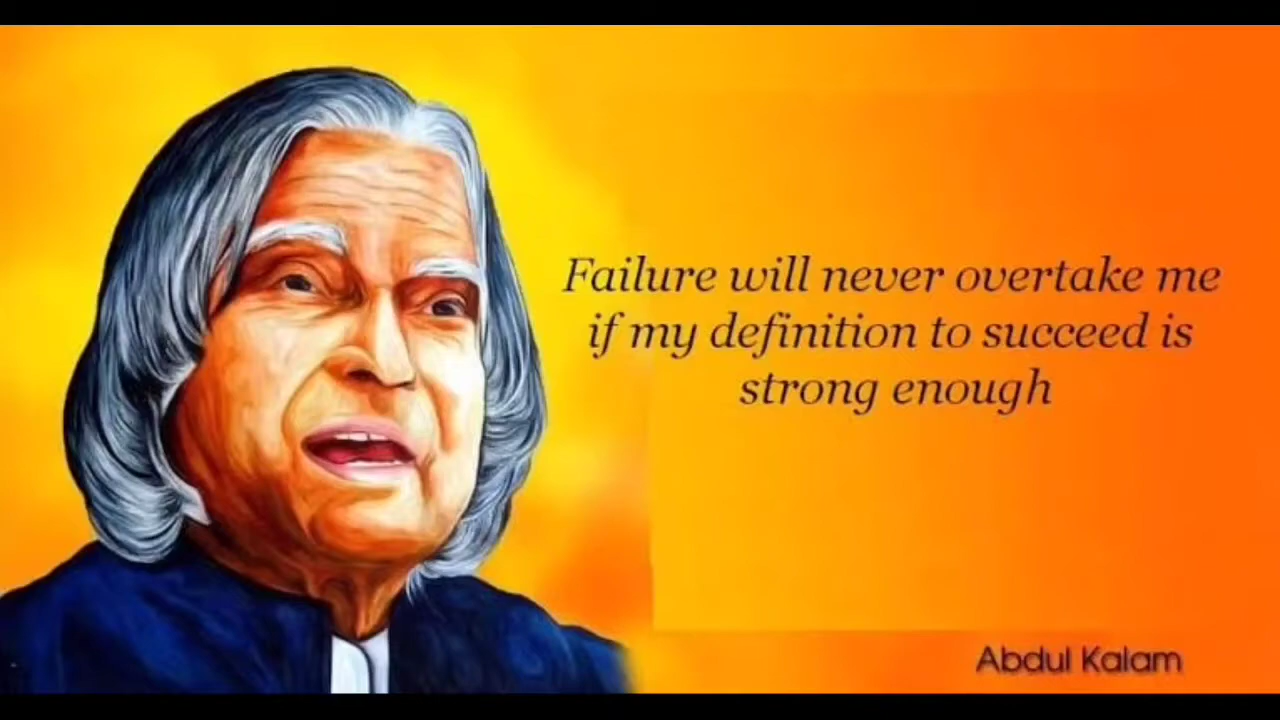 Failure will never overtake me
if my definition to succeed is
strong enough
Abdul Kalam